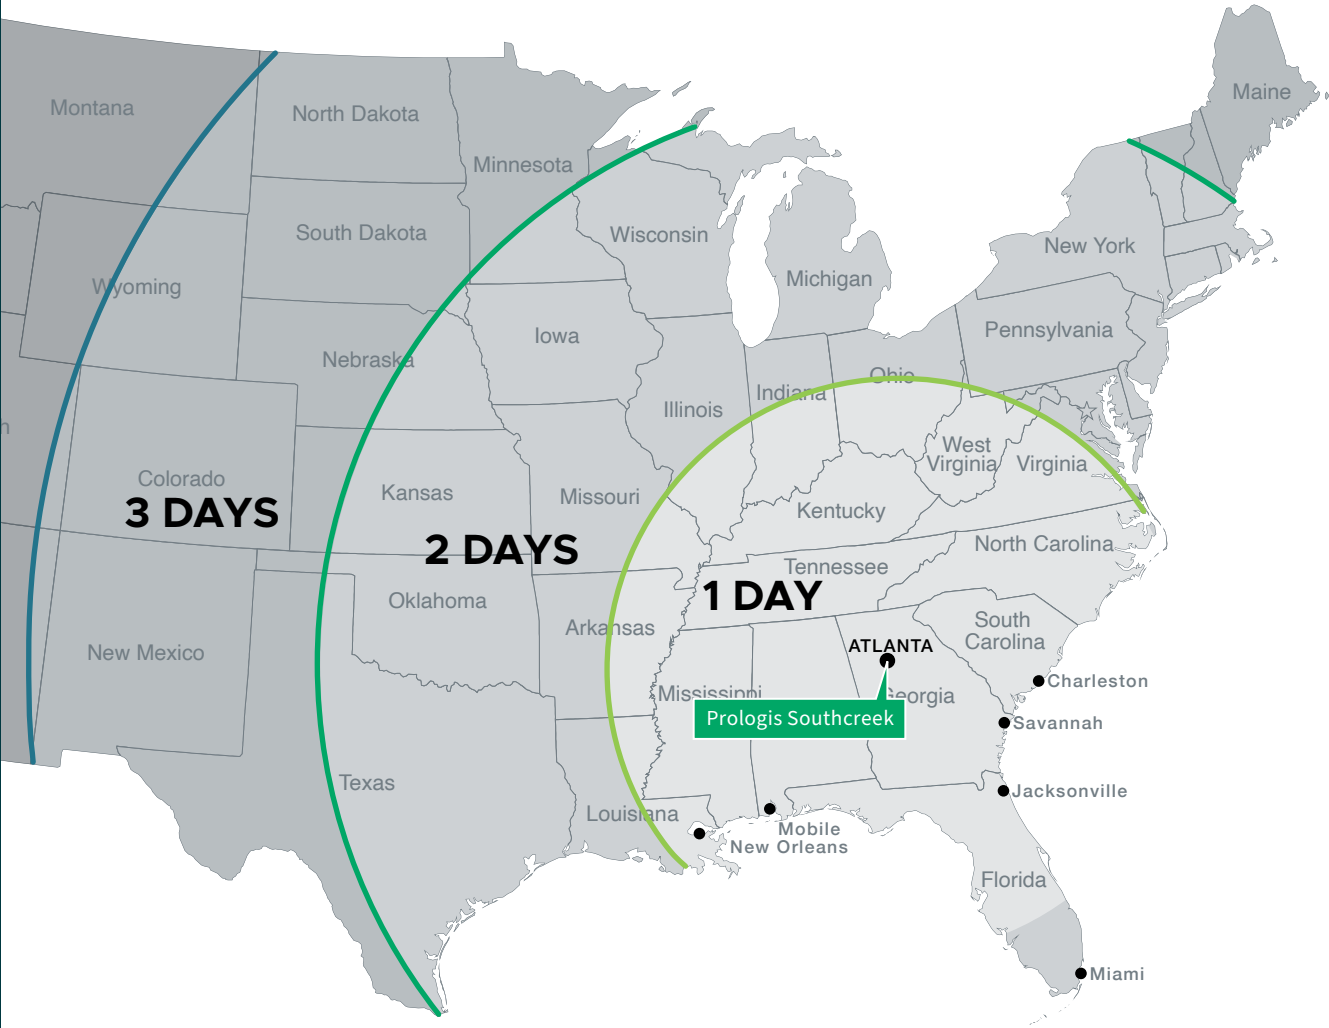 Maine
Montana
North Dakota
Minnesota
South Dakota
Wisconsin
New York
Wyoming
Michigan
Pennsylvania
Iowa
Nebraska
Ohio
Indiana
Illinois
h
West
Virginia
Virginia
Colorado
3 DAYS
Kansas
Missouri
Kentucky
2 DAYS
North Carolina
Tennessee
1 DAY
Oklahoma
Arkansas
South
Carolina
ATLANTA
New Mexico
Charleston
Mississippi
Georgia
Prologis Southcreek
Savannah
Texas
Jacksonville
Louisiana
Mobile
New Orleans
Florida
Miami